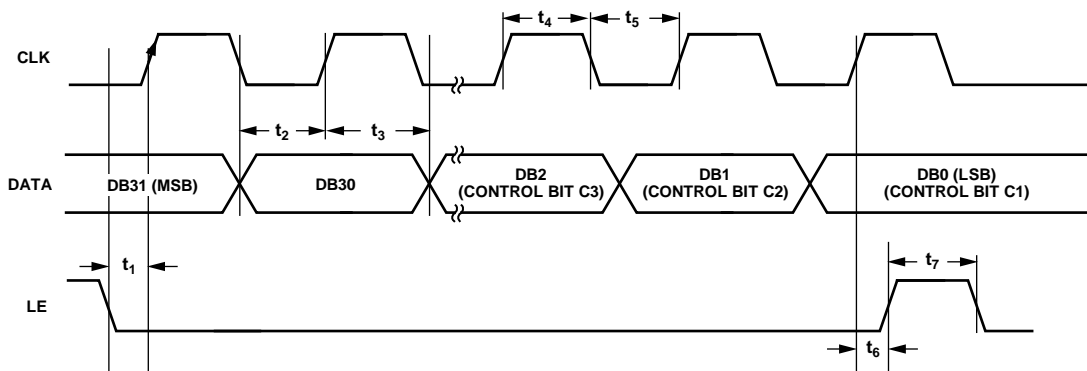 t4
t5
CLK
t2
t3
DATA
DB31 (MSB)
DB30
DB2
(CONTROL BIT C3)
DB1
(CONTROL BIT C2)
DB0 (LSB)
(CONTROL BIT C1)
t1
t7
LE
t6